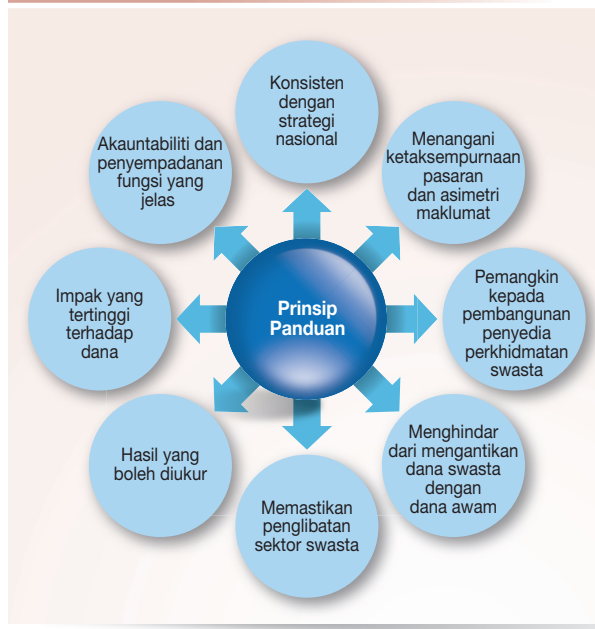 Konsisten
dengan
strategi
nasional
Menangani
ketaksempurnaan
pasaran
dan asimetri
maklumat
Pemangkin
kepada
pembangunan
penyedia
perkhidmatan
swasta
Menghindar
dari mengantikan
dana swasta
dengan
dana awam
Memastikan
penglibatan
sektor swasta
Hasil yang
boleh diukur
Impak yang
tertinggi
terhadap
dana
Akauntabiliti dan
penyempadanan
fungsi yang
jelas
Prinsip
Panduan